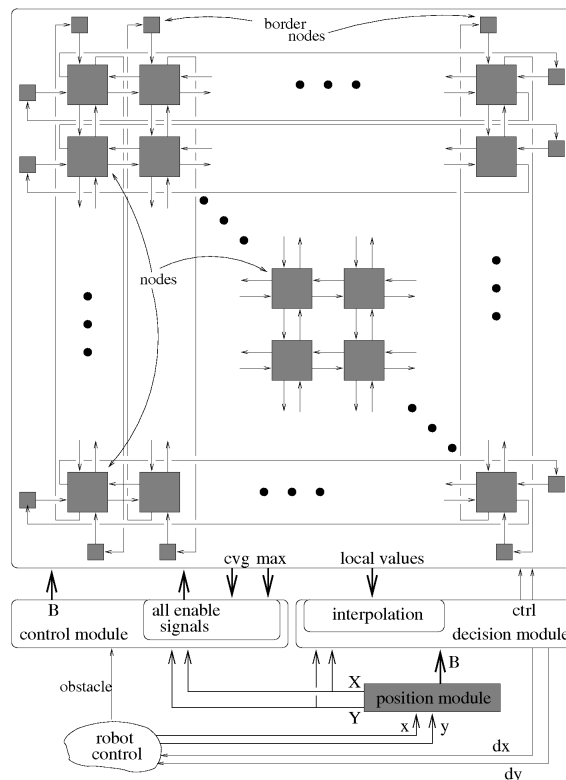 border
nodes
nodes
cvg max
local values
B
all enable
signals
control module
interpolation
ctrl
decision module
B
obstacle
X
Y
position module
x
y
robot
control
dx
dy